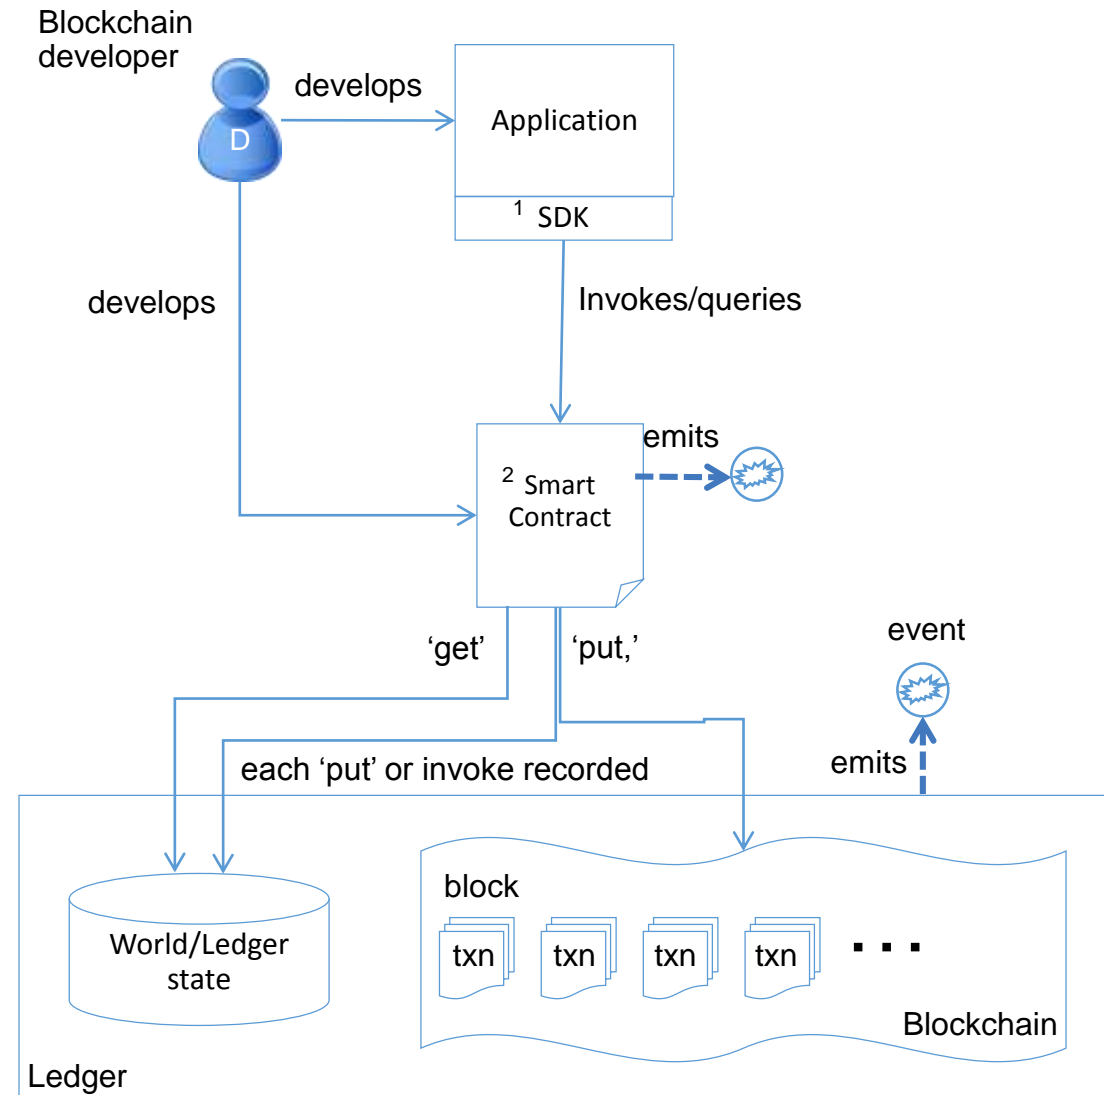 Blockchain
developer
develops
D
Application
1 SDK
develops
Invokes/queries
emits
2 Smart
Contract
‘get’
‘put,’
event
emits
each ‘put’ or invoke recorded
block
World/Ledger
state
txn
txn
txn
txn
. . .
Blockchain
Ledger